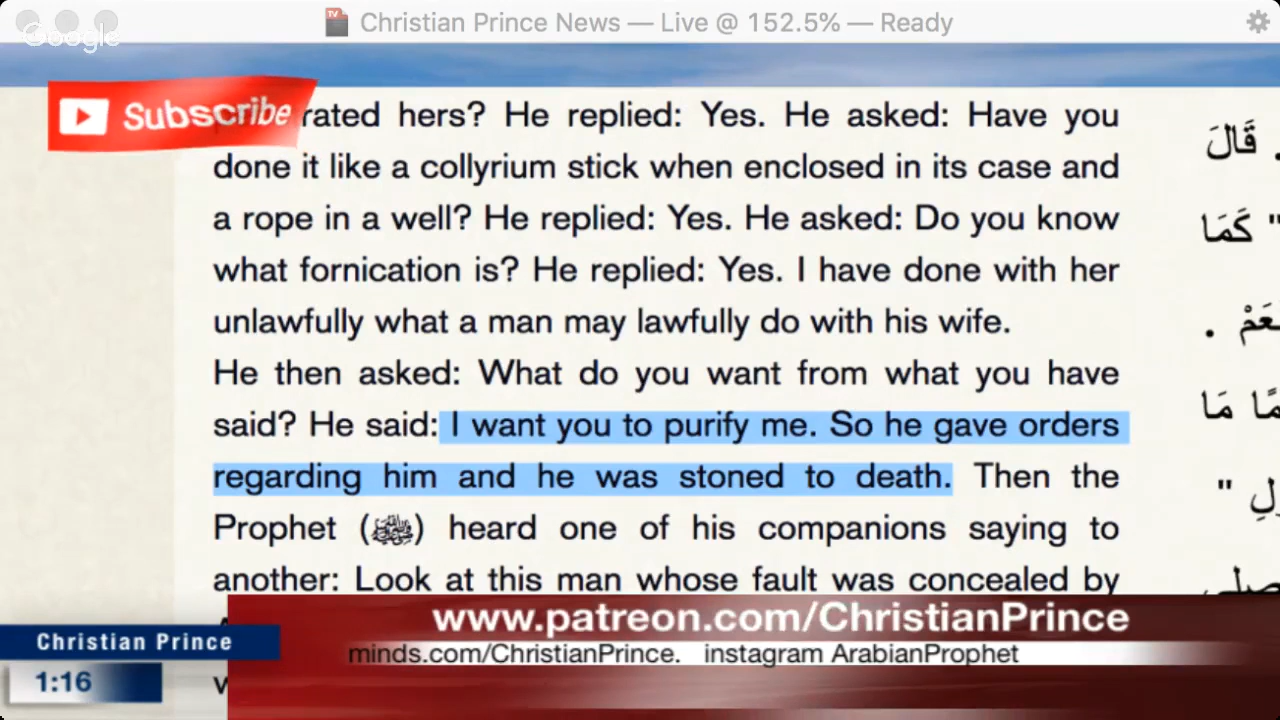 Christian Prince News — Live @ 152.5% — Ready
Google
Subscribe
rated hers? He replied: Yes. He asked: Have you
done it like a collyrium stick when enclosed in its case and
a rope in a well? He replied: Yes. He asked: Do you know
what fornication is? He replied: Yes. I have done with her
unlawfully what a man may lawfully do with his wife.
He then asked: What do you want from what you have
said? He said: I want you to purify me. So he gave orders
regarding him and he was stoned to death. Then the
Prophet (ﷺ) heard one of his companions saying to
another: Look at this man whose fault was concealed by
. قَالَ
" كَمَا
نَعَمْ .
مَا
" 
صلى
www.patreon.com/ChristianPrince
Christian Prince
minds.com/ChristianPrince. instagram ArabianProphet
1:16